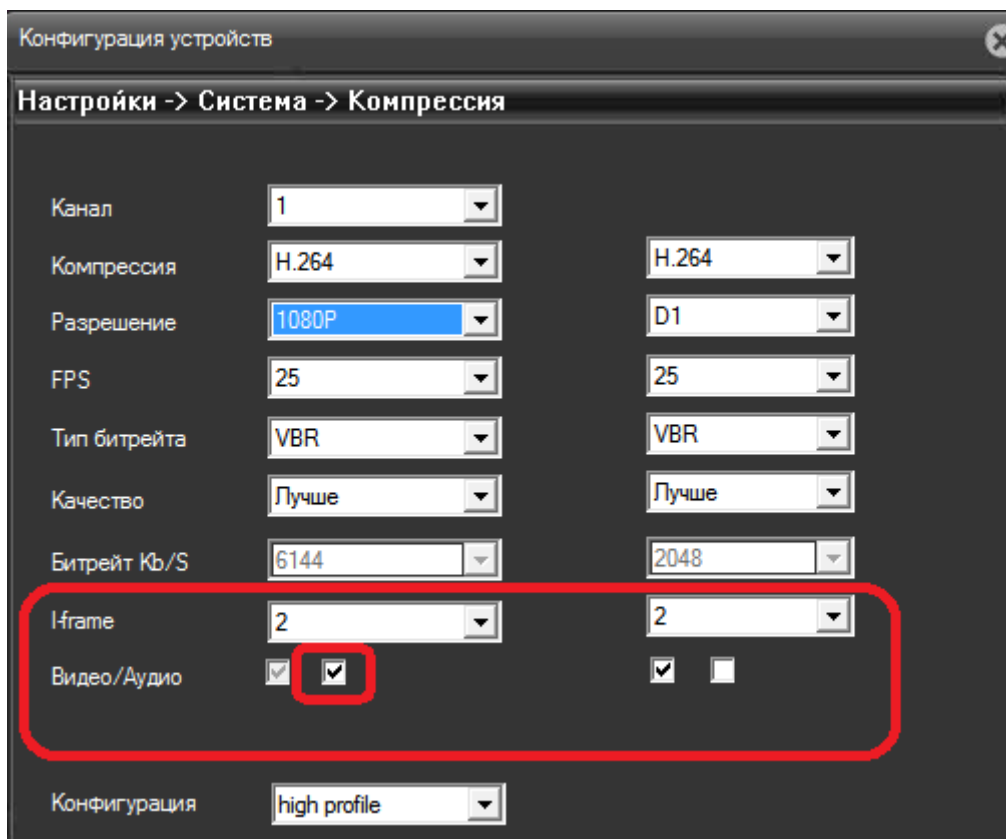 Конфигурация устройств
Настройки -> Система -> Компрессия
Канал 1
Компрессия H.264 H.264
Разрешение 1080P D1
FPS 25 25
Тип битрейта VBR VBR
Качество Лучше Лучше
Битрейт Kb/S 6144 2048
I-frame 2 2
Видео/Аудио
Конфигурация high profile